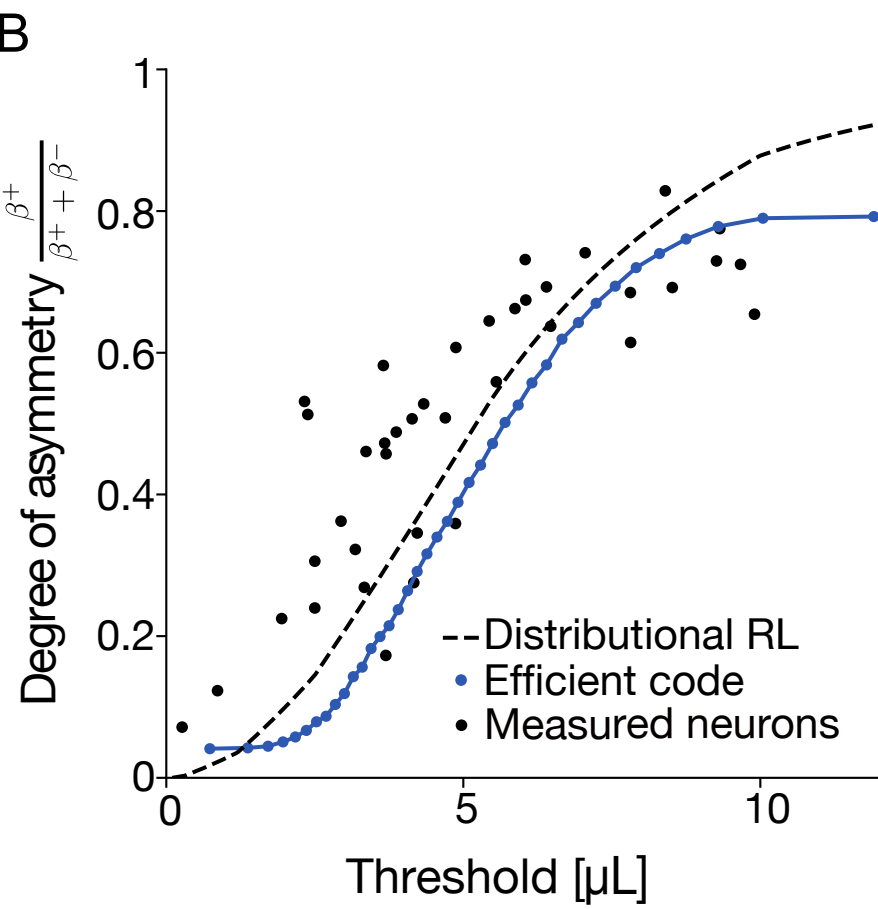 B
1
0.8
0.6
0.4
0.2
0
0
5
10
Degree of asymmetry β⁺ / (β⁺ + β⁻)
Distributional RL
Efficient code
Measured neurons
Threshold [µL]